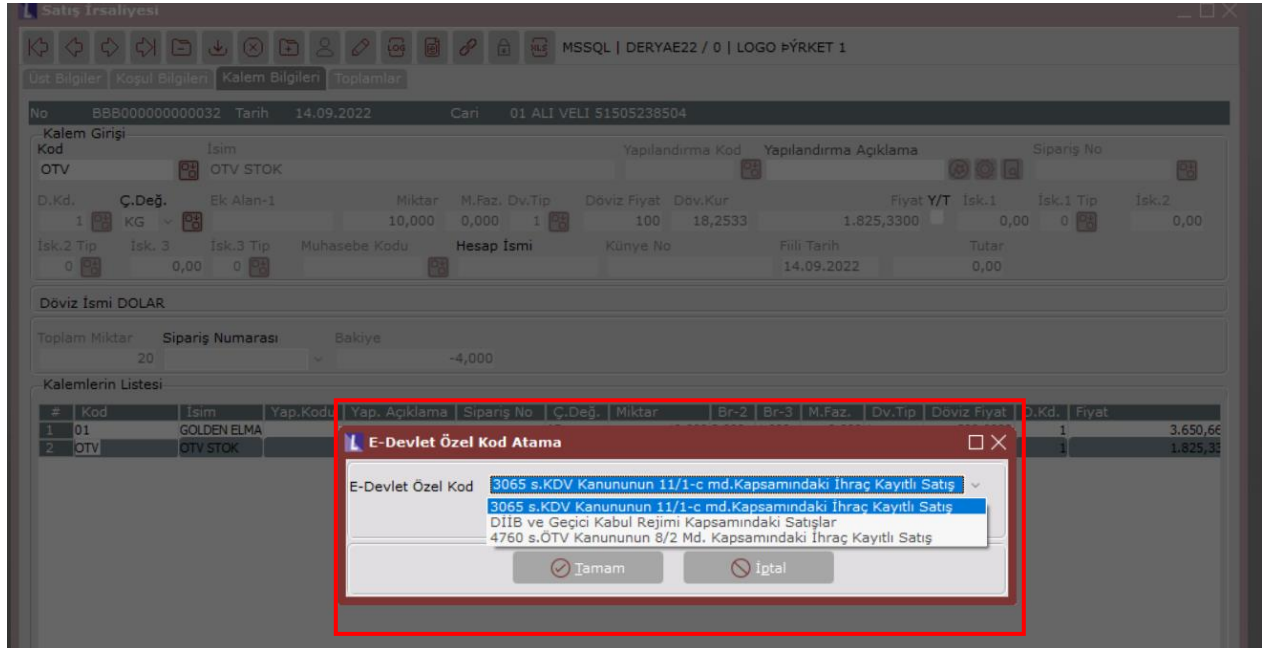 Satış İrsaliyesi
LOG XLS MSSQL | DERYAE22 / 0 | LOGO ÞÝRKET 1
Üst Bilgiler Koşul Bilgileri Kalem Bilgileri Toplamlar
No BBB000000000032 Tarih 14.09.2022 Cari 01 ALI VELI 51505238504
Kalem Girişi
Kod İsim Yapılandırma Kod Yapılandırma Açıklama Sipariş No
OTV OTV STOK
D.Kd. Ç.Değ. Ek Alan-1 Miktar M.Faz. Dv.Tip Döviz Fiyat Döv.Kur Fiyat Y/T İsk.1 İsk.1 Tip İsk.2
1 KG 10,000 0,000 1 100 18,2533 1.825,3300 0,00 0 0,00
İsk.2 Tip İsk. 3 İsk.3 Tip Muhasebe Kodu Hesap İsmi Künye No Fiili Tarih Tutar
0 0,00 0 14.09.2022 0,00
Döviz İsmi DOLAR
Toplam Miktar Sipariş Numarası Bakiye
20 -4,000
Kalemlerin Listesi
# Kod İsim Yap.Kodu Yap. Açıklama Sipariş No Ç.Değ. Miktar Br-2 Br-3 M.Faz. Dv.Tip Döviz Fiyat D.Kd. Fiyat
1 01 GOLDEN ELMA 1 3.650,66
2 OTV OTV STOK 1 1.825,33
E-Devlet Özel Kod Atama
E-Devlet Özel Kod 3065 s.KDV Kanununun 11/1-c md.Kapsamındaki İhraç Kayıtlı Satış
3065 s.KDV Kanununun 11/1-c md.Kapsamındaki İhraç Kayıtlı Satış
DİİB ve Geçici Kabul Rejimi Kapsamındaki Satışlar
4760 s.ÖTV Kanununun 8/2 Md. Kapsamındaki İhraç Kayıtlı Satış
Tamam İptal